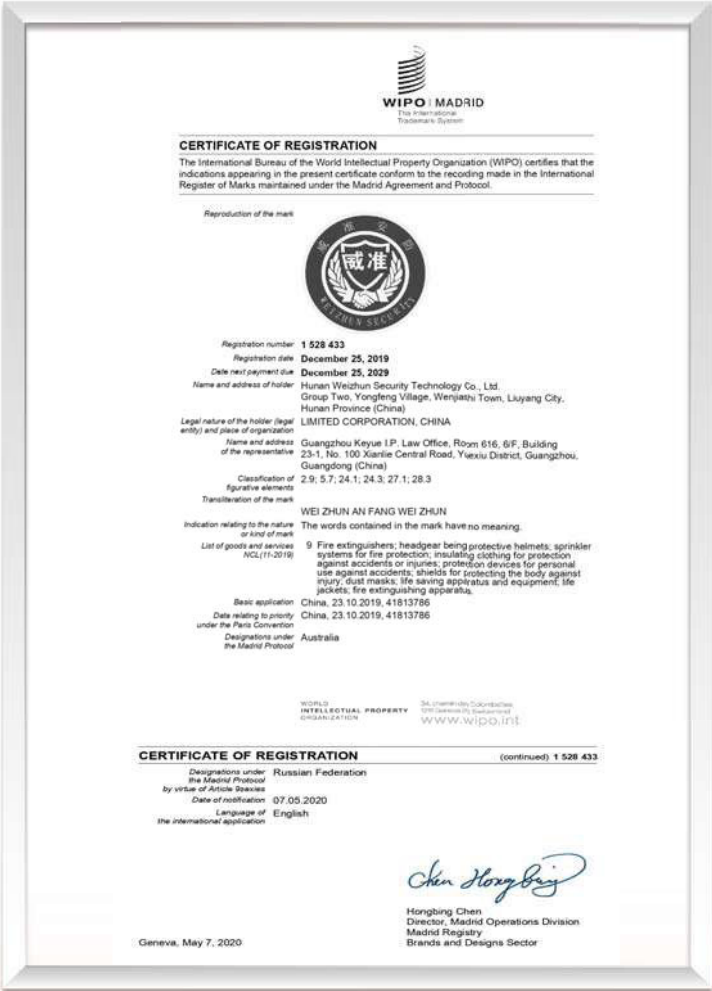 WIPO | MADRID
The International
Trademark System
CERTIFICATE OF REGISTRATION
The International Bureau of the World Intellectual Property Organization (WIPO) certifies that the
indications appearing in the present certificate conform to the recording made in the International
Register of Marks maintained under the Madrid Agreement and Protocol.
Reproduction of the mark
威 准 安 防
威准
WEIZHUN SECURITY
Registration number 1 528 433
Registration date December 25, 2019
Date next payment due December 25, 2029
Name and address of holder Hunan Weizhun Security Technology Co., Ltd.
Group Two, Yongfeng Village, Wenjiashi Town, Liuyang City,
Hunan Province (China)
Legal nature of the holder (legal
entity) and place of organization LIMITED CORPORATION, CHINA
Name and address
of the representative Guangzhou Keyue I.P. Law Office, Room 616, 6/F, Building
23-1, No. 100 Xianlie Central Road, Yuexiu District, Guangzhou,
Guangdong (China)
Classification of
figurative elements 2.9; 5.7; 24.1; 24.3; 27.1; 28.3
Transliteration of the mark
WEI ZHUN AN FANG WEI ZHUN
Indication relating to the nature
or kind of mark The words contained in the mark have no meaning.
List of goods and services
NCL(11-2019) 9 Fire extinguishers; headgear being protective helmets; sprinkler
systems for fire protection; insulating clothing for protection
against accidents or injuries; protection devices for personal
use against accidents; shields for protecting the body against
injury; dust masks; life saving apparatus and equipment; life
jackets; fire extinguishing apparatus.
Basic application China, 23.10.2019, 41813786
Date relating to priority
under the Paris Convention China, 23.10.2019, 41813786
Designations under
the Madrid Protocol Australia
WORLD
INTELLECTUAL PROPERTY
ORGANIZATION
34, chemin des Colombettes
1211 Geneva 20, Switzerland
www.wipo.int
CERTIFICATE OF REGISTRATION (continued) 1 528 433
Designations under
the Madrid Protocol
by virtue of Article 9sexies Russian Federation
Date of notification 07.05.2020
Language of
the international application English
Chen Hongbing
Hongbing Chen
Director, Madrid Operations Division
Madrid Registry
Brands and Designs Sector
Geneva, May 7, 2020